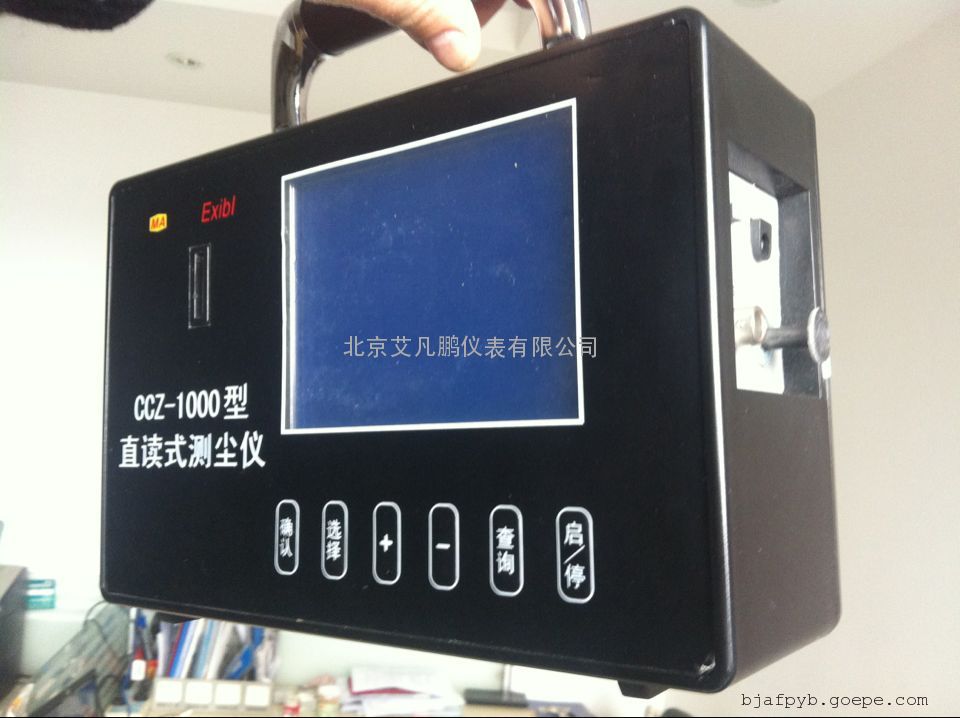 MA
ExibI
北京艾凡鹏仪表有限公司
CCZ-1000型
直读式测尘仪
确认
选择
+
-
查询
启/停
bjafpyb.goepe.com